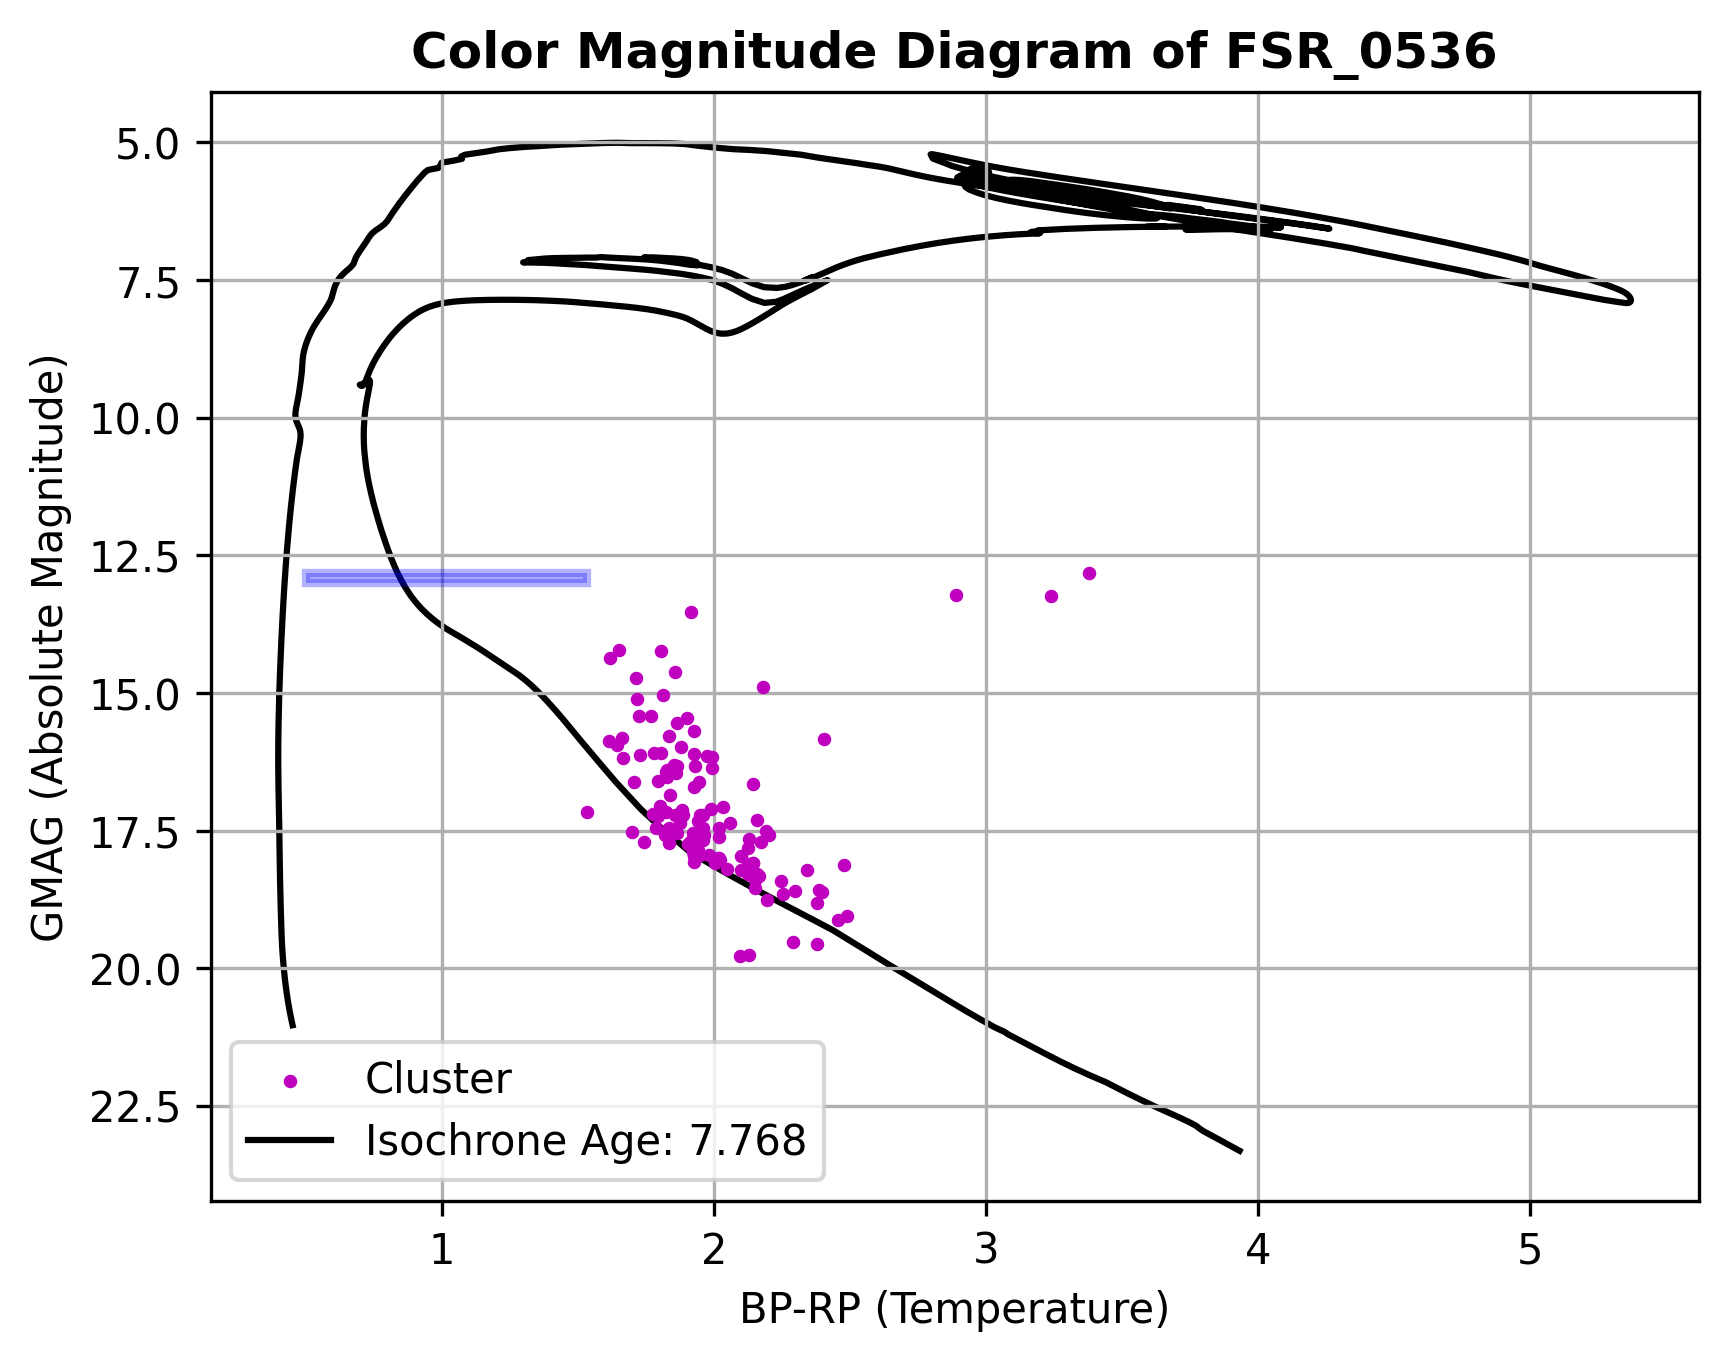 Color Magnitude Diagram of FSR_0536
GMAG (Absolute Magnitude)
5.0
7.5
10.0
12.5
15.0
17.5
20.0
22.5
Cluster
Isochrone Age: 7.768
1 2 3 4 5
BP-RP (Temperature)